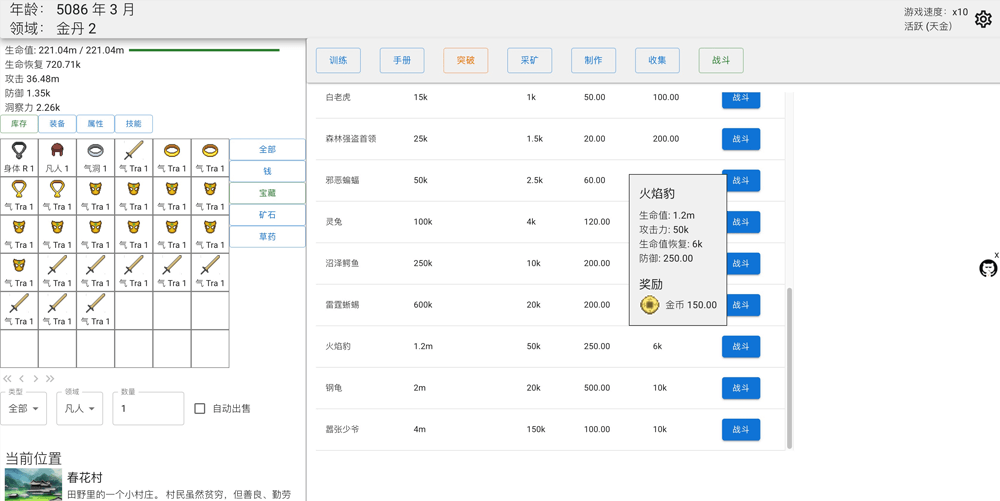 年龄： 5086 年 3 月
领域： 金丹 2
游戏速度： x10
活跃 (天金)
生命值: 221.04m / 221.04m
生命恢复 720.71k
攻击 36.48m
防御 1.35k
洞察力 2.26k
库存 装备 属性 技能
训练 手册 突破 采矿 制作 收集 战斗
身体 R 1 凡人 1 气洞 1 气 Tra 1 气 Tra 1 气 Tra 1
气 Tra 1 气 Tra 1 气 Tra 1 气 Tra 1 气 Tra 1 气 Tra 1
气 Tra 1 气 Tra 1 气 Tra 1 气 Tra 1 气 Tra 1 气 Tra 1
气 Tra 1 气 Tra 1 气 Tra 1 气 Tra 1 气 Tra 1 气 Tra 1
气 Tra 1 气 Tra 1 气 Tra 1
全部
钱
宝藏
矿石
草药
类型 领域 数量
全部 凡人 1 自动出售
当前位置
春花村
田野里的一个小村庄。 村民虽然贫穷，但善良、勤劳
白老虎 15k 1k 50.00 100.00 战斗
森林强盗首领 25k 1.5k 20.00 200.00 战斗
邪恶蝙蝠 50k 2.5k 60.00 战斗
灵兔 100k 4k 120.00 战斗
沼泽鳄鱼 250k 10k 200.00 战斗
雷霆蜥蜴 600k 20k 200.00 战斗
火焰豹 1.2m 50k 250.00 6k 战斗
钢龟 2m 20k 500.00 10k 战斗
嚣张少爷 4m 150k 100.00 10k 战斗
火焰豹
生命值: 1.2m
攻击力: 50k
生命值恢复: 6k
防御: 250.00
奖励
金币 150.00
x